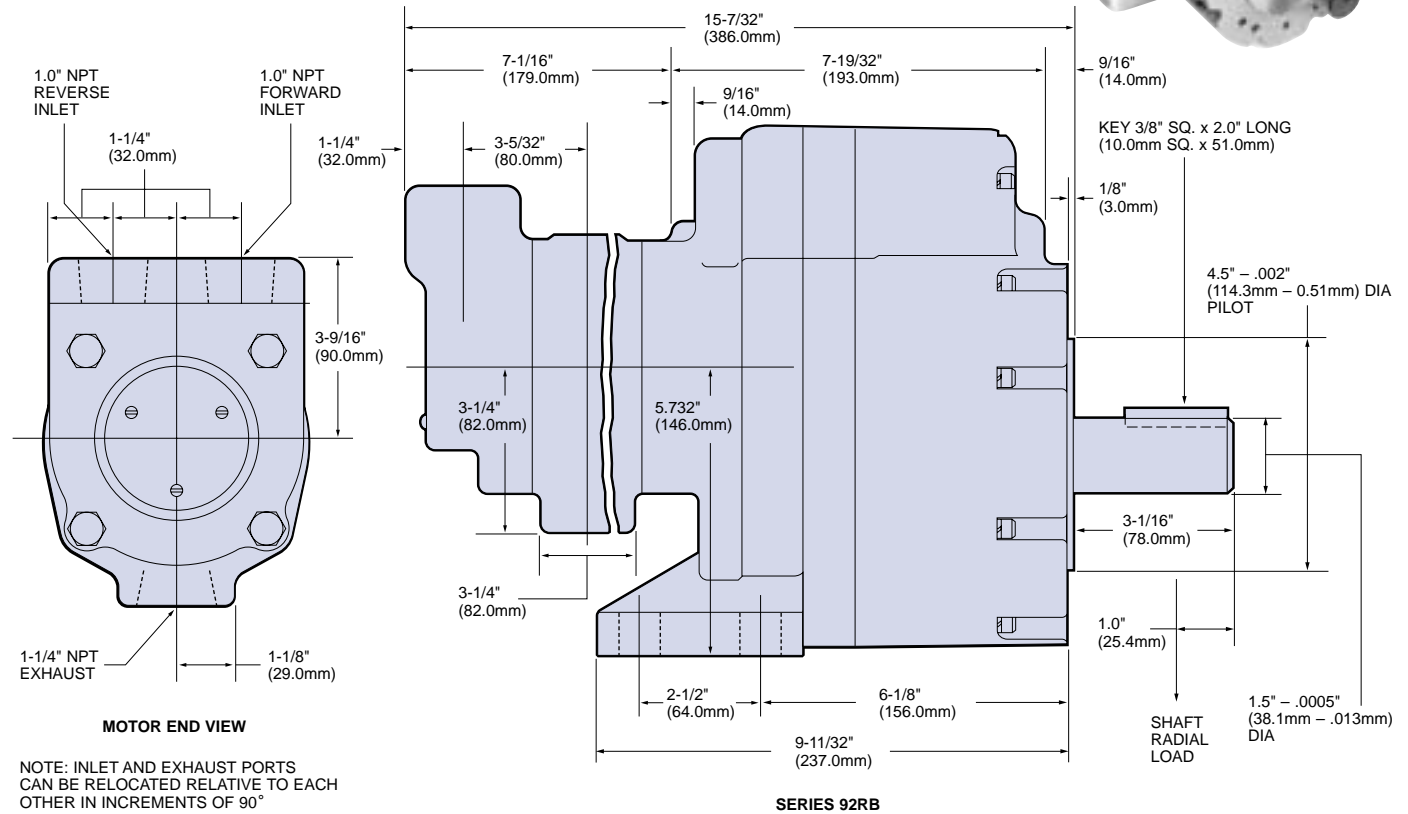 15-7/32"
(386.0mm)
7-1/16"
(179.0mm)
7-19/32"
(193.0mm)
9/16"
(14.0mm)
1.0" NPT
REVERSE
INLET
1.0" NPT
FORWARD
INLET
9/16"
(14.0mm)
1-1/4"
(32.0mm)
1-1/4"
(32.0mm)
3-5/32"
(80.0mm)
KEY 3/8" SQ. x 2.0" LONG
(10.0mm SQ. x 51.0mm)
1/8"
(3.0mm)
4.5" – .002"
(114.3mm – 0.51mm) DIA
PILOT
3-9/16"
(90.0mm)
3-1/4"
(82.0mm)
5.732"
(146.0mm)
3-1/16"
(78.0mm)
3-1/4"
(82.0mm)
1.0"
(25.4mm)
1-1/4" NPT
EXHAUST
1-1/8"
(29.0mm)
2-1/2"
(64.0mm)
6-1/8"
(156.0mm)
1.5" – .0005"
(38.1mm – .013mm)
DIA
SHAFT
RADIAL
LOAD
MOTOR END VIEW
9-11/32"
(237.0mm)
NOTE: INLET AND EXHAUST PORTS
CAN BE RELOCATED RELATIVE TO EACH
OTHER IN INCREMENTS OF 90°
SERIES 92RB